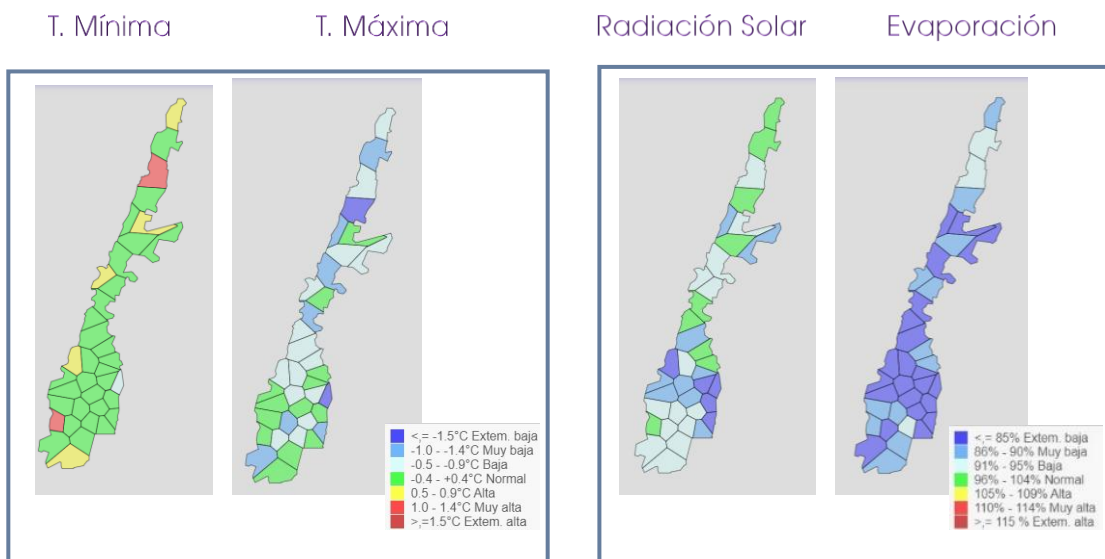 T. Mínima
T. Máxima
Radiación Solar
Evaporación
<,= -1.5°C Extem. baja
-1.0 - -1.4°C Muy baja
-0.5 - -0.9°C Baja
-0.4 - +0.4°C Normal
0.5 - 0.9°C Alta
1.0 - 1.4°C Muy alta
>,=1.5°C Extem. alta
<,= 85% Extem. baja
86% - 90% Muy baja
91% - 95% Baja
96% - 104% Normal
105% - 109% Alta
110% - 114% Muy alta
>,= 115 % Extem. alta